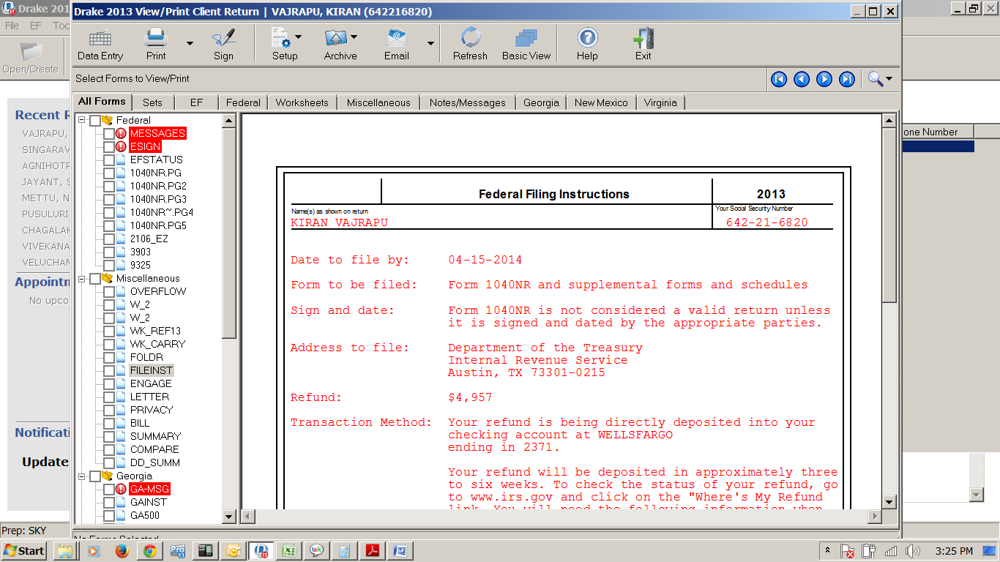 Drake 201
Drake 2013 View/Print Client Return | VAJRAPU, KIRAN (642216820)
File EF Too
Open/Create
Data Entry Print Sign Setup Archive Email Refresh Basic View Help Exit
Select Forms to View/Print
All Forms Sets EF Federal Worksheets Miscellaneous Notes/Messages Georgia New Mexico Virginia
Recent R
VAJRAPU,
SINGARAV
AGNIHOTR
JAYANT, S
METTU, N
PUSULURI
CHAGALAK
VIVEKANA
VELUCHAM
Appointm
No upco
Notificati
Update
Prep: SKY
Federal
MESSAGES
ESIGN
EFSTATUS
1040NR.PG
1040NR.PG2
1040NR.PG3
1040NR~.PG4
1040NR.PG5
2106_EZ
3903
9325
Miscellaneous
OVERFLOW
W_2
W_2
WK_REF13
WK_CARRY
FOLDR
FILEINST
ENGAGE
LETTER
PRIVACY
BILL
SUMMARY
COMPARE
DD_SUMM
Georgia
GA-MSG
GAINST
GA500
Federal Filing Instructions 2013
Name(s) as shown on return Your Social Security Number
KIRAN VAJRAPU 642-21-6820
Date to file by: 04-15-2014
Form to be filed: Form 1040NR and supplemental forms and schedules
Sign and date: Form 1040NR is not considered a valid return unless
it is signed and dated by the appropriate parties.
Address to file: Department of the Treasury
Internal Revenue Service
Austin, TX 73301-0215
Refund: $4,957
Transaction Method: Your refund is being directly deposited into your
checking account at WELLSFARGO
ending in 2371.
Your refund will be deposited in approximately three
to six weeks. To check the status of your refund, go
to www.irs.gov and click on the "Where's My Refund
link. You will need the following information when
one Number
No Forms Selected
Start
3:25 PM